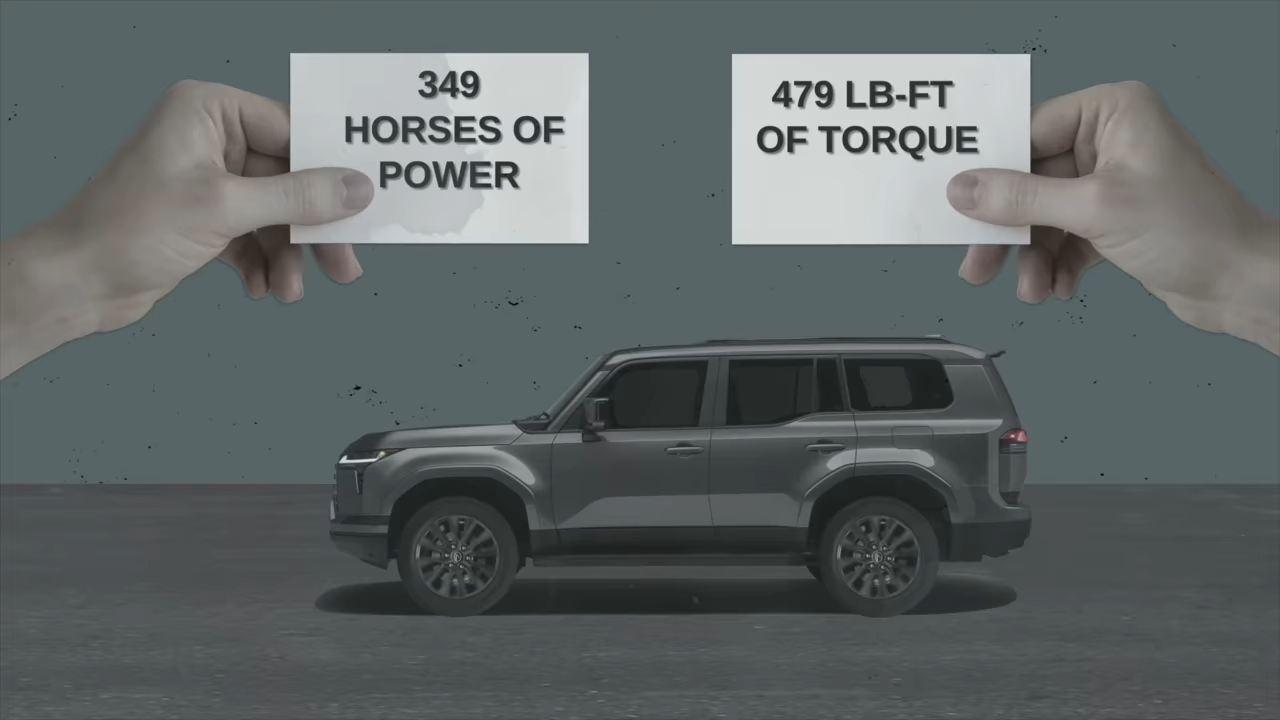 349
HORSES OF
POWER
479 LB-FT
OF TORQUE